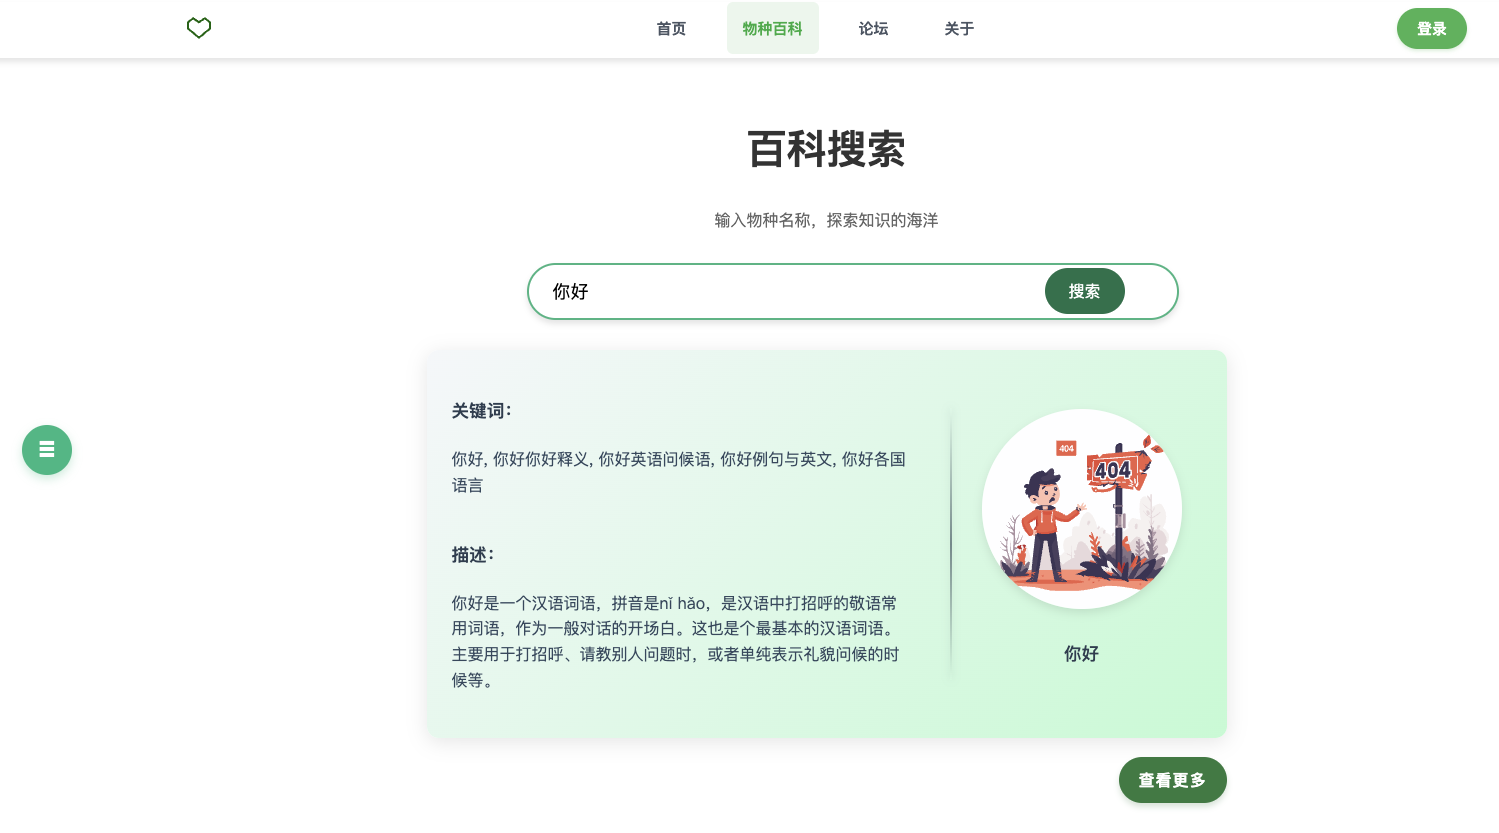 首页
物种百科
论坛
关于
登录
百科搜索
输入物种名称，探索知识的海洋
你好
搜索
关键词：
你好, 你好你好释义, 你好英语问候语, 你好例句与英文, 你好各国
语言
描述：
你好是一个汉语词语，拼音是nǐ hǎo，是汉语中打招呼的敬语常
用词语，作为一般对话的开场白。这也是个最基本的汉语词语。
主要用于打招呼、请教别人问题时，或者单纯表示礼貌问候的时
候等。
404
404
你好
查看更多